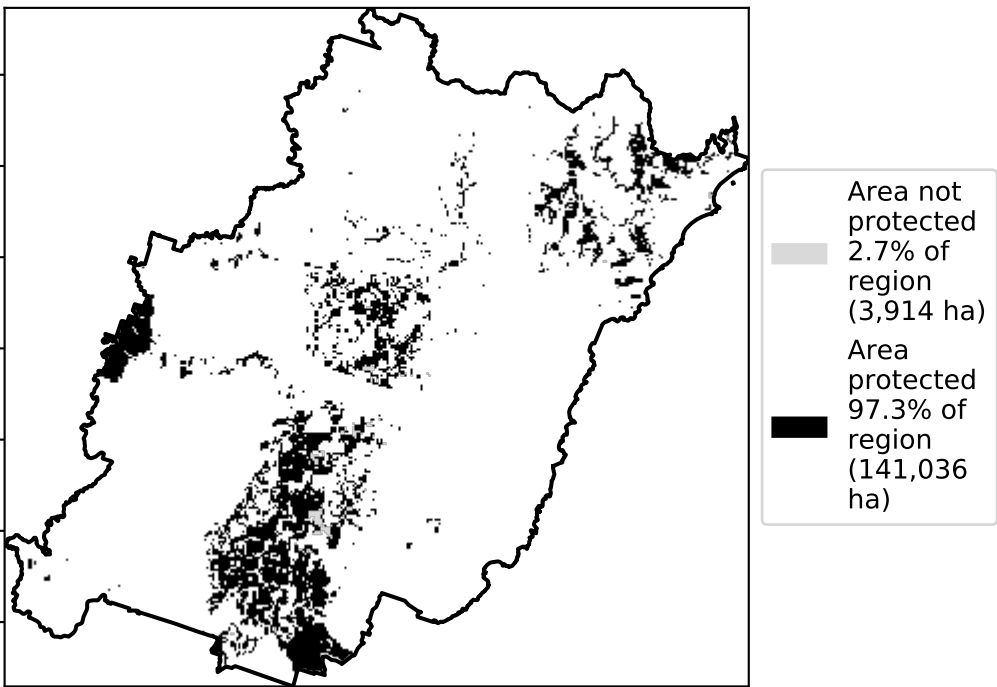 Area not
protected
2.7% of
region
(3,914 ha)
Area
protected
97.3% of
region
(141,036
ha)